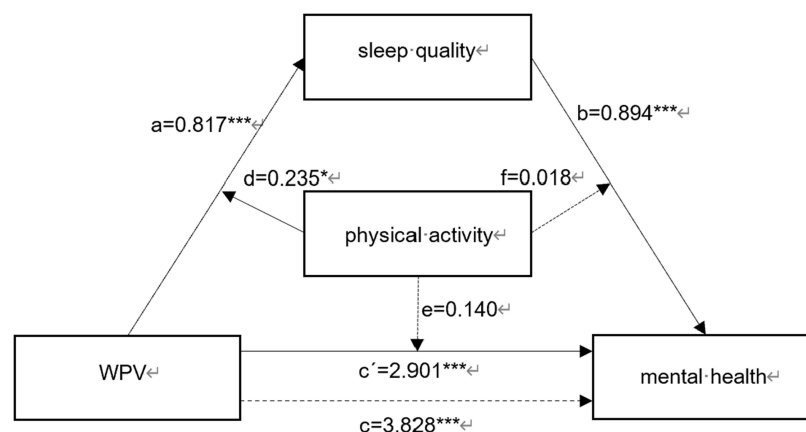 sleep·quality↵
a=0.817***↵
b=0.894***↵
d=0.235*↵
f=0.018↵
physical·activity↵
e=0.140↵
WPV↵
c´=2.901***↵
mental·health↵
c=3.828***↵